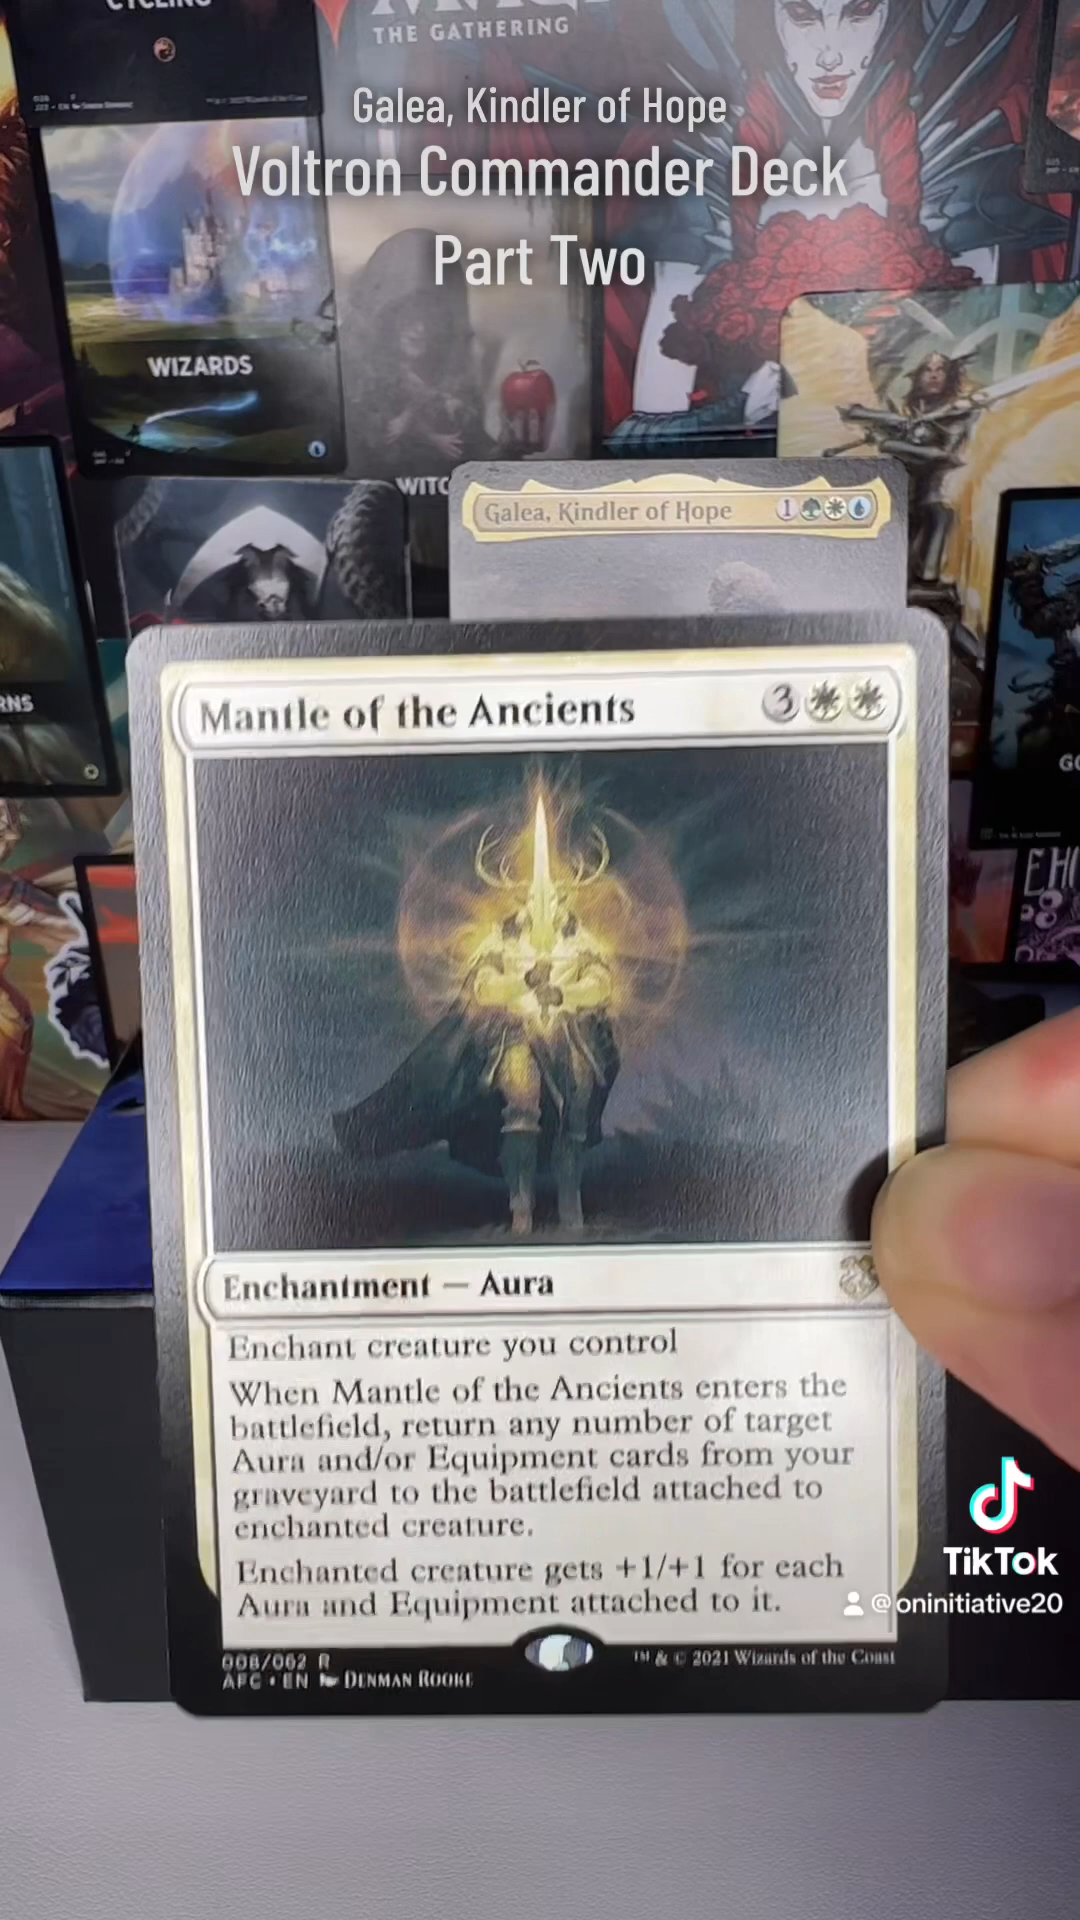 CYCLING
THE GATHERING
Galea, Kindler of Hope
Voltron Commander Deck
Part Two
WIZARDS
WITC
Galea, Kindler of Hope 1
RNS
Mantle of the Ancients 3
GO
EHI
Enchantment — Aura
Enchant creature you control
When Mantle of the Ancients enters the
battlefield, return any number of target
Aura and/or Equipment cards from your
graveyard to the battlefield attached to
enchanted creature.
Enchanted creature gets +1/+1 for each
Aura and Equipment attached to it.
008/062 R
AFC • EN DENMAN ROOKE
™ & © 2021 Wizards of the Coast
TikTok
@oninitiative20